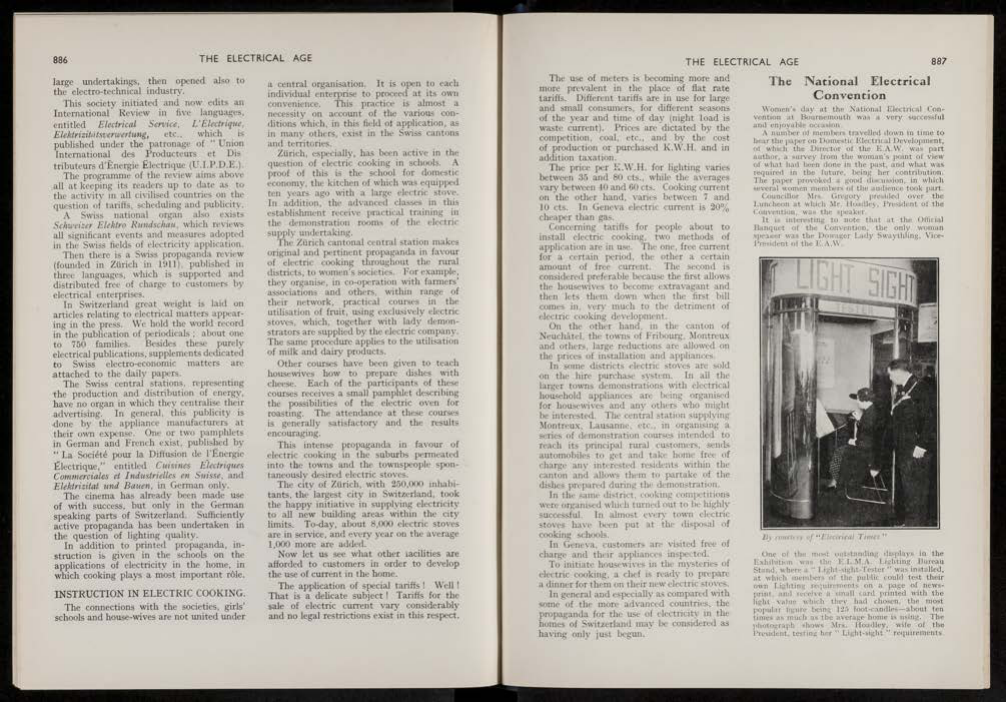 886
THE ELECTRICAL AGE
large undertakings, then opened also to
the electro-technical industry.
This society initiated and now edits an
International Review in five languages,
entitled Electrical Service, L'Electrique,
Elektrizitätsverwertung, etc., which is
published under the patronage of " Union
International des Producteurs et Dis
tributeurs d'Énergie Électrique (U.I.P.D.E.).
The programme of the review aims above
all at keeping its readers up to date as to
the activity in all civilised countries on the
question of tariffs, scheduling and publicity.
A Swiss national organ also exists
Schweizer Elektro Rundschau, which reviews
all significant events and measures adopted
in the Swiss fields of electricity application.
Then there is a Swiss propaganda review
(founded in Zürich in 1911), published in
three languages, which is supported and
distributed free of charge to customers by
electrical enterprises.
In Switzerland great weight is laid on
articles relating to electrical matters appear-
ing in the press. We hold the world record
in the publication of periodicals ; about one
to 750 families. Besides these purely
electrical publications, supplements dedicated
to Swiss electro-economic matters are
attached to the daily papers.
The Swiss central stations, representing
the production and distribution of energy,
have no organ in which they centralise their
advertising. In general, this publicity is
done by the appliance manufacturers at
their own expense. One or two pamphlets
in German and French exist, published by
" La Société pour la Diffusion de l'Énergie
Électrique," entitled Cuisines Électriques
Commerciales et Industrielles en Suisse, and
Elektrizitat und Bauen, in German only.
The cinema has already been made use
of with success, but only in the German
speaking parts of Switzerland. Sufficiently
active propaganda has been undertaken in
the question of lighting quality.
In addition to printed propaganda, in-
struction is given in the schools on the
applications of electricity in the home, in
which cooking plays a most important rôle.
INSTRUCTION IN ELECTRIC COOKING.
The connections with the societies, girls'
schools and house-wives are not united under
a central organisation. It is open to each
individual enterprise to proceed at its own
convenience. This practice is almost a
necessity on account of the various con-
ditions which, in this field of application, as
in many others, exist in the Swiss cantons
and territories.
Zürich, especially, has been active in the
question of electric cooking in schools. A
proof of this is the school for domestic
economy, the kitchen of which was equipped
ten years ago with a large electric stove.
In addition, the advanced classes in this
establishment receive practical training in
the demonstration rooms of the electric
supply undertaking.
The Zürich cantonal central station makes
original and pertinent propaganda in favour
of electric cooking throughout the rural
districts, to women's societies. For example,
they organise, in co-operation with farmers'
associations and others, within range of
their network, practical courses in the
utilisation of fruit, using exclusively electric
stoves, which, together with lady demon-
strators are supplied by the electric company.
The same procedure applies to the utilisation
of milk and dairy products.
Other courses have been given to teach
housewives how to prepare dishes with
cheese. Each of the participants of these
courses receives a small pamphlet describing
the possibilities of the electric oven for
roasting. The attendance at these courses
is generally satisfactory and the results
encouraging.
This intense propaganda in favour of
electric cooking in the suburbs permeated
into the towns and the townspeople spon-
taneously desired electric stoves.
The city of Zürich, with 250,000 inhabi-
tants, the largest city in Switzerland, took
the happy initiative in supplying electricity
to all new building areas within the city
limits. To-day, about 8,000 electric stoves
are in service, and every year on the average
1,000 more are added.
Now let us see what facilities are
afforded to customers in order to develop
the use of current in the home.
The application of special tariffs ! Well !
That is a delicate subject ! Tariffs for the
sale of electric current vary considerably
and no legal restrictions exist in this respect.
THE ELECTRICAL AGE
887
The use of meters is becoming more and
more prevalent in the place of flat rate
tariffs. Different tariffs are in use for large
and small consumers, for different seasons
of the year and time of day (night load is
waste current). Prices are dictated by the
competition, coal, etc., and by the cost
of production or purchased K.W.H. and in
addition taxation.
The price per K.W.H. for lighting varies
between 35 and 80 cts., while the averages
vary between 40 and 60 cts. Cooking current
on the other hand, varies between 7 and
10 cts. In Geneva electric current is 20%
cheaper than gas.
Concerning tariffs for people about to
install electric cooking, two methods of
application are in use. The one, free current
for a certain period, the other a certain
amount of free current. The second is
considered preferable because the first allows
the housewives to become extravagant and
then lets them down when the first bill
comes in, very much to the detriment of
electric cooking development.
On the other hand, in the canton of
Neuchâtel, the towns of Fribourg, Montreux
and others, large reductions are allowed on
the prices of installation and appliances.
In some districts electric stoves are sold
on the hire purchase system. In all the
larger towns demonstrations with electrical
household appliances are being organised
for housewives and any others who might
be interested. The central station supplying
Montreux, Lausanne, etc., in organising a
series of demonstration courses intended to
reach its principal rural customers, sends
automobiles to get and take home free of
charge any interested residents within the
canton and allows them to partake of the
dishes prepared during the demonstration.
In the same district, cooking competitions
were organised which turned out to be highly
successful. In almost every town electric
stoves have been put at the disposal of
cooking schools.
In Geneva, customers are visited free of
charge and their appliances inspected.
To initiate housewives in the mysteries of
electric cooking, a chef is ready to prepare
a dinner for them on their new electric stoves.
In general and especially as compared with
some of the more advanced countries, the
propaganda for the use of electricity in the
homes of Switzerland may be considered as
having only just begun.
The National Electrical
Convention
Women's day at the National Electrical Con-
vention at Bournemouth was a very successful
and enjoyable occasion.
A number of members travelled down in time to
hear the paper on Domestic Electrical Development,
of which the Director of the E.A.W. was part
author, a survey from the woman's point of view
of what had been done in the past, and what was
required in the future, being her contribution.
The paper provoked a good discussion, in which
several women members of the audience took part.
Councillor Mrs. Gregory presided over the
Luncheon at which Mr. Hoadley, President of the
Convention, was the speaker.
It is interesting to note that at the Official
Banquet of the Convention, the only woman
speaker was the Dowager Lady Swaythling, Vice-
President of the E.A.W.
LIGHT SIGHT
TESTER
By courtesy of "Electrical Times"
One of the most outstanding displays in the
Exhibition was the E.L.M.A. Lighting Bureau
Stand, where a " Light-sight-Tester " was installed,
at which members of the public could test their
own Lighting requirements on a page of news-
print, and receive a small card printed with the
light value which they had chosen, the most
popular figure being 125 foot-candles—about ten
times as much as the average home is using. The
photograph shows Mrs. Hoadley, wife of the
President, testing her " Light-sight " requirements.